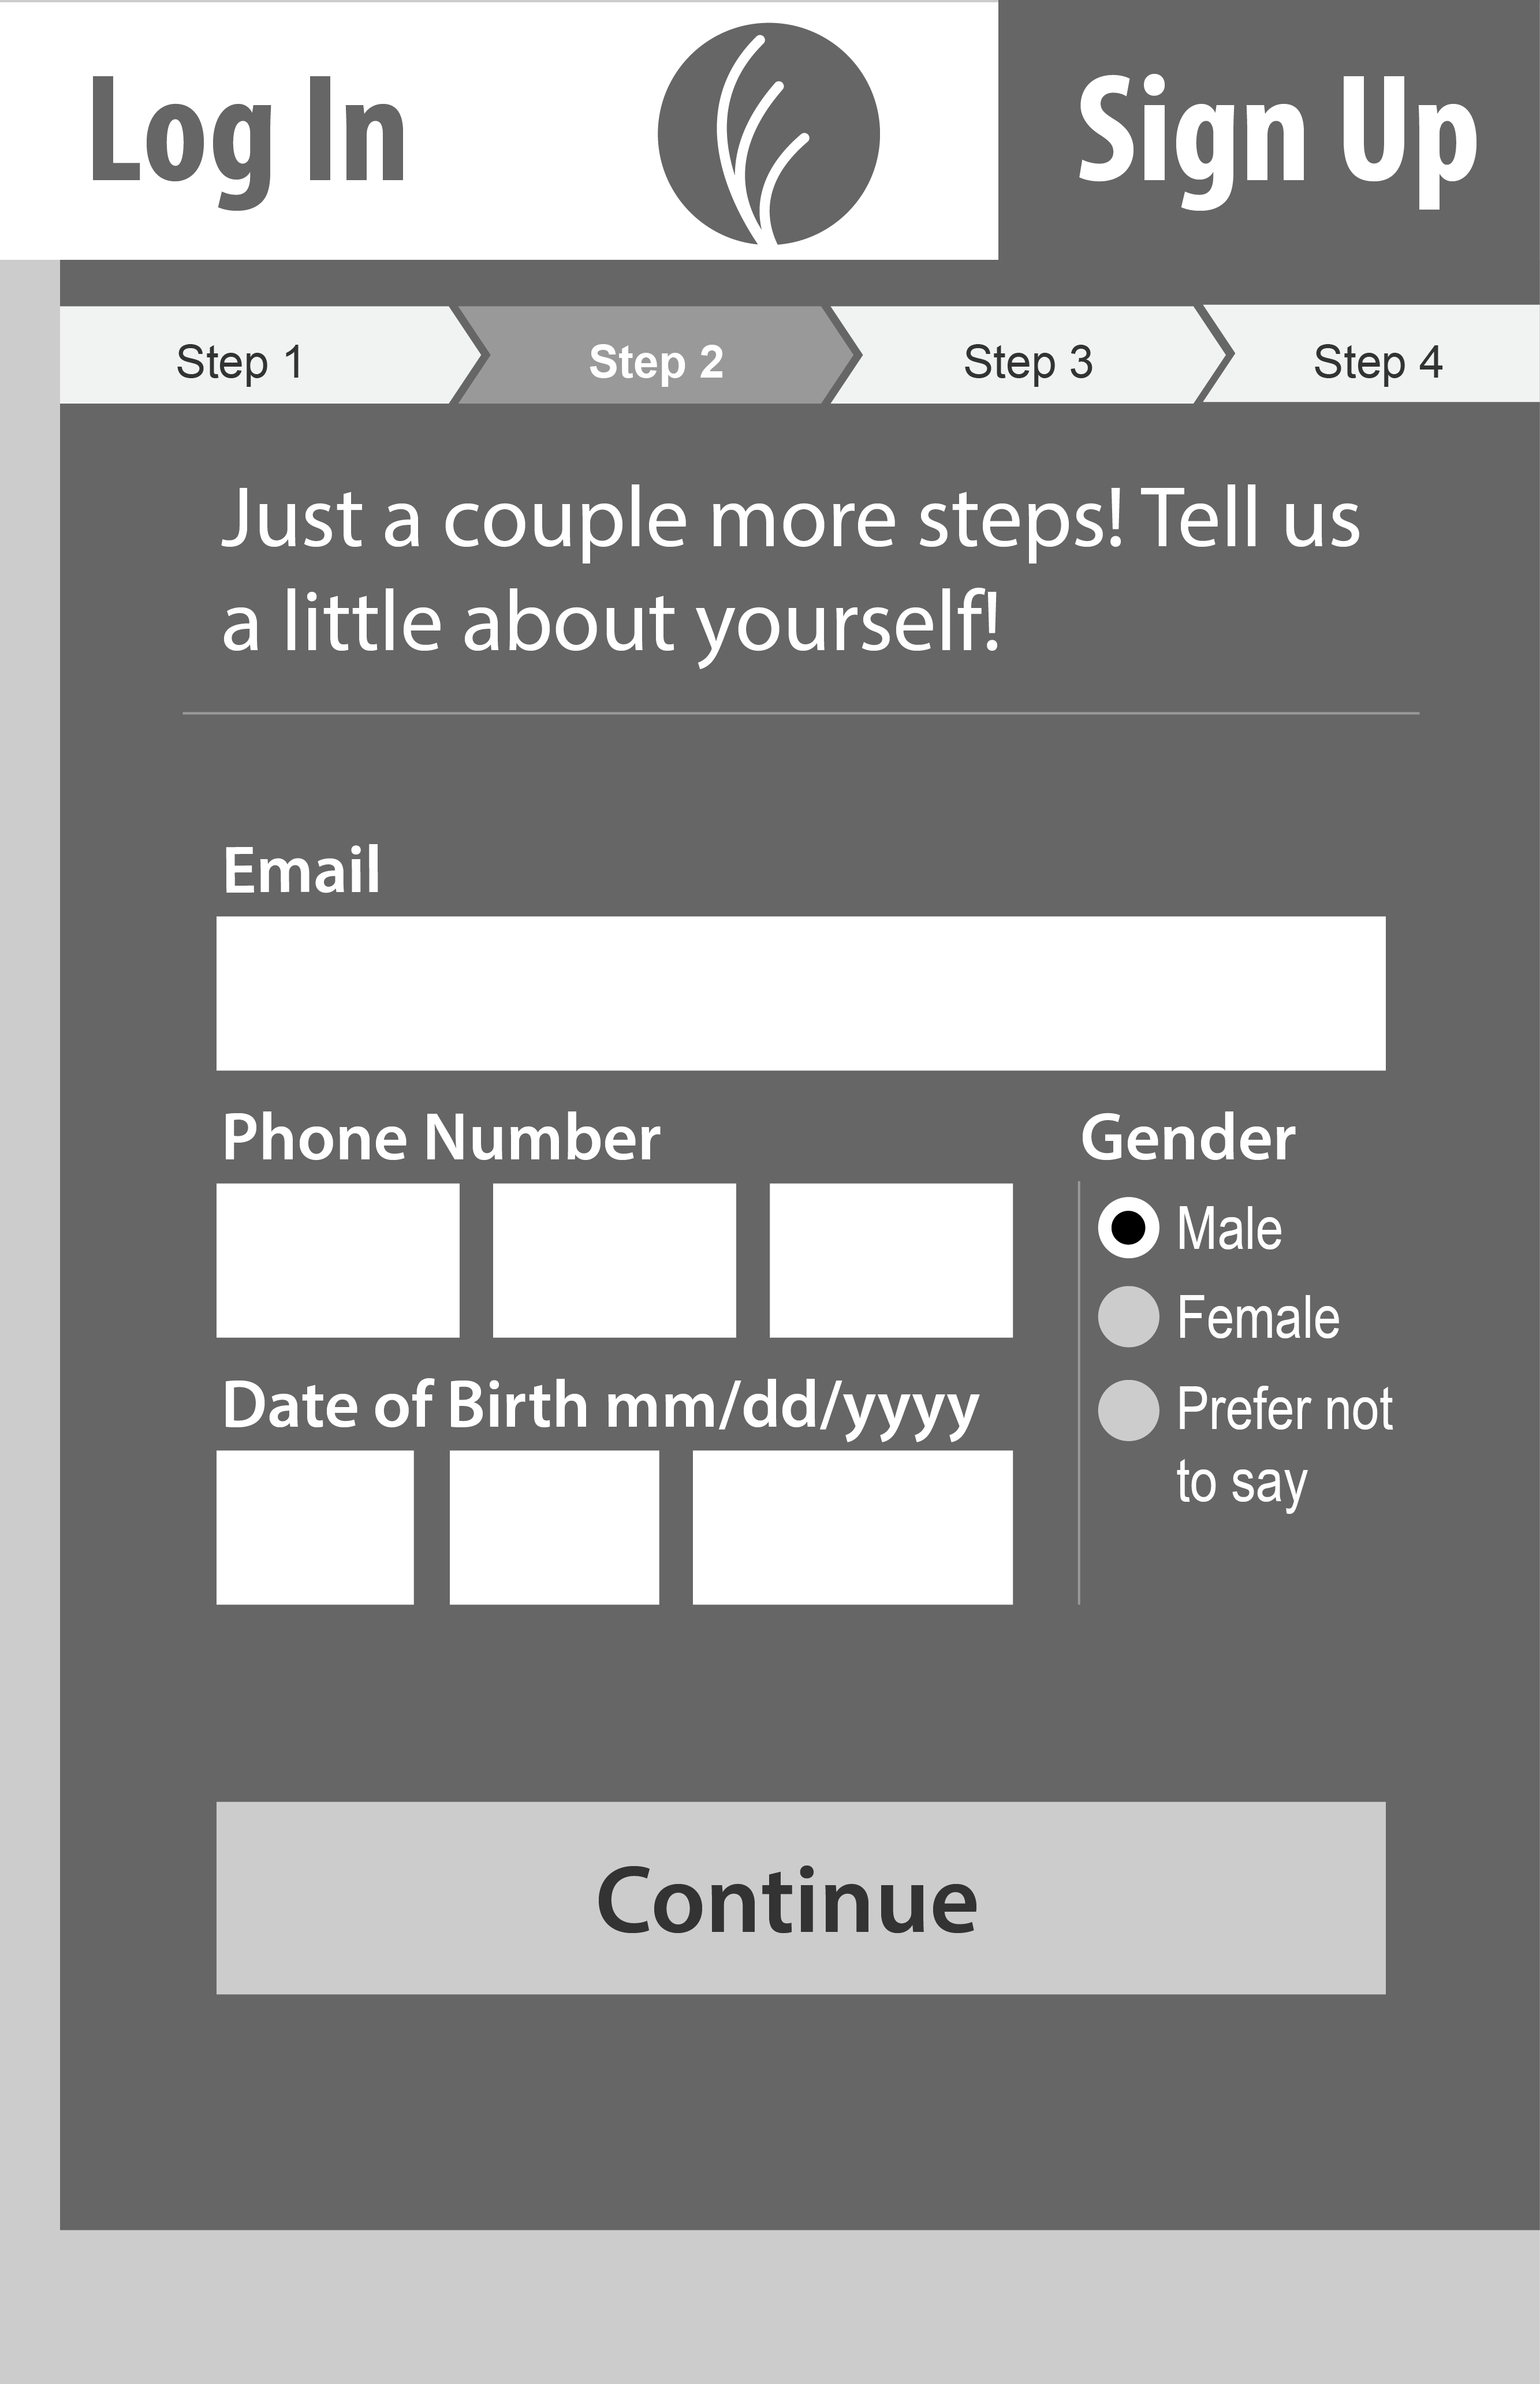 Log In
Sign Up
Step 1
Step 2
Step 3
Step 4
Just a couple more steps! Tell us
a little about yourself!
Email
Phone Number
Gender
Male
Female
Prefer not
to say
Date of Birth mm/dd/yyyy
Continue